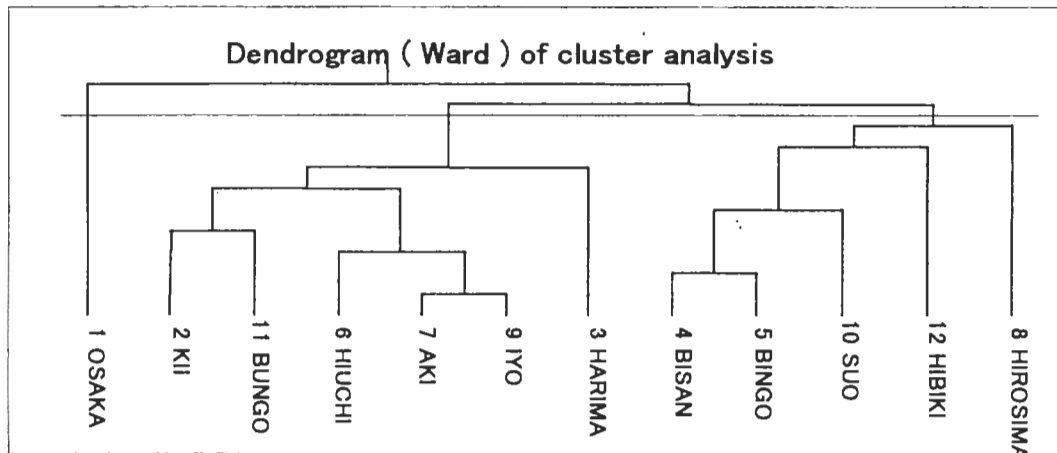 Dendrogram ( Ward ) of cluster analysis
1 OSAKA
2 KII
11 BUNGO
6 HIUCHI
7 AKI
9 IYO
3 HARIMA
4 BISAN
5 BINGO
10 SUO
12 HIBIKI
8 HIROSIMA